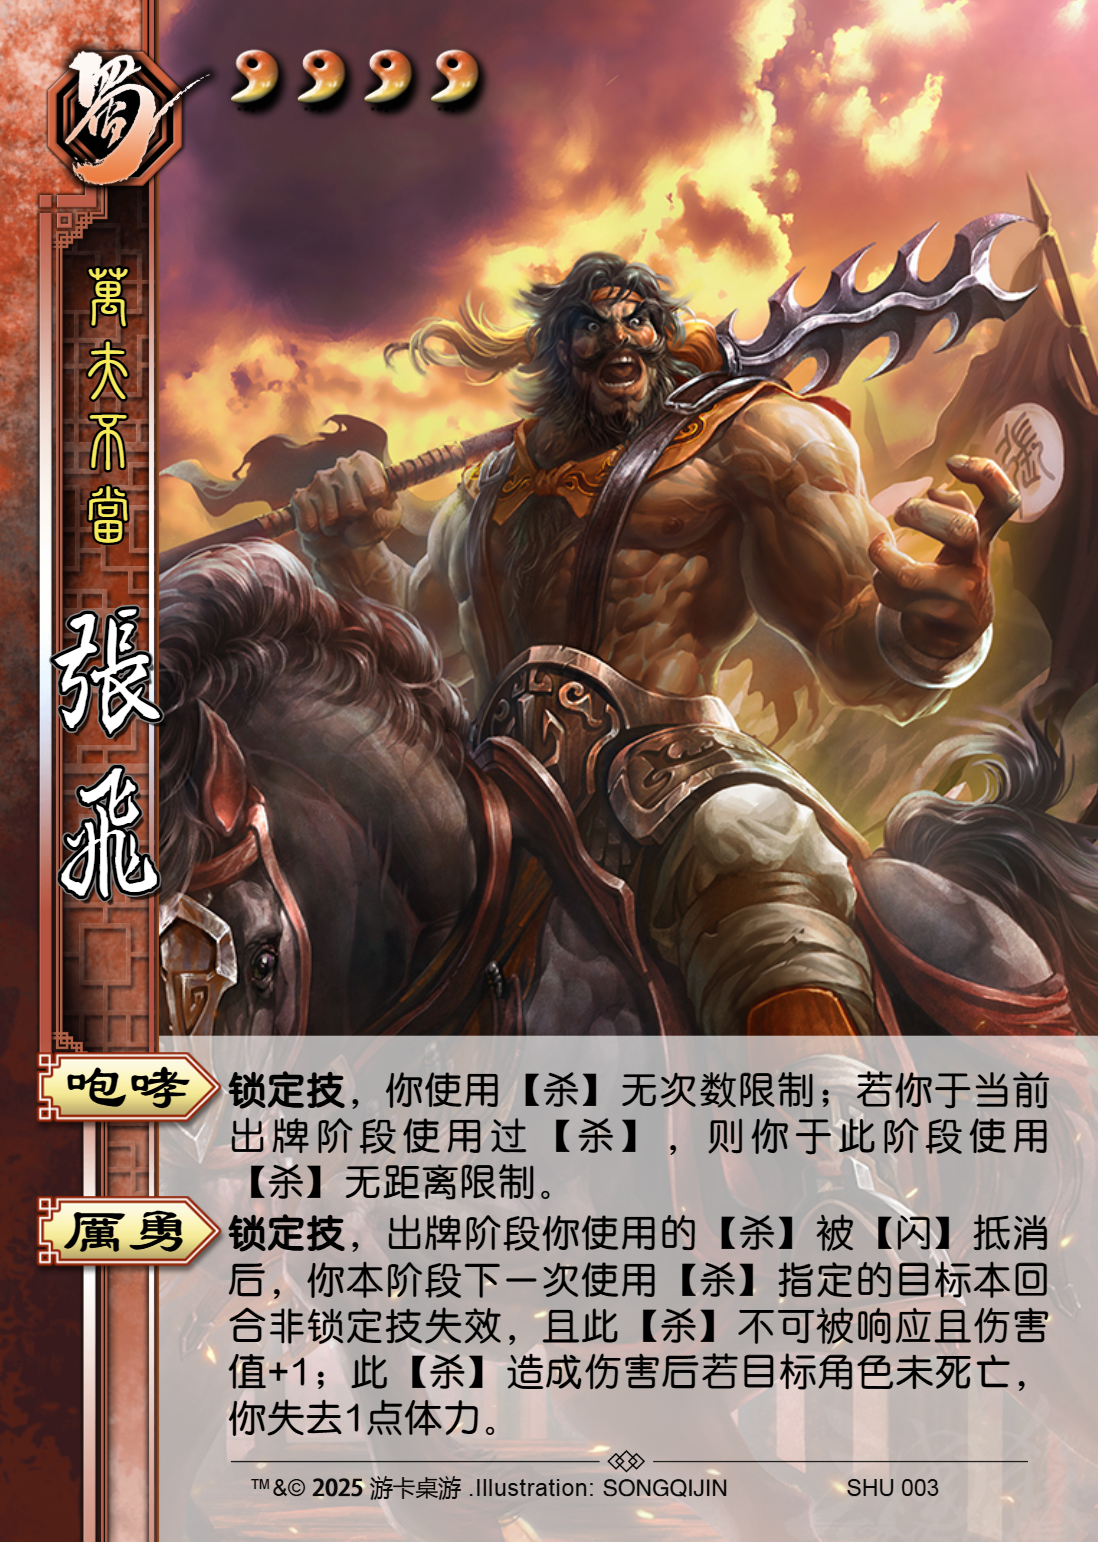 蜀
萬夫不當
張飛
張
咆哮
锁定技，你使用【杀】无次数限制；若你于当前
出牌阶段使用过【杀】，则你于此阶段使用
【杀】无距离限制。
厲勇
锁定技，出牌阶段你使用的【杀】被【闪】抵消
后，你本阶段下一次使用【杀】指定的目标本回
合非锁定技失效，且此【杀】不可被响应且伤害
值+1；此【杀】造成伤害后若目标角色未死亡，
你失去1点体力。
™&© 2025 游卡桌游 .Illustration: SONGQIJIN
SHU 003